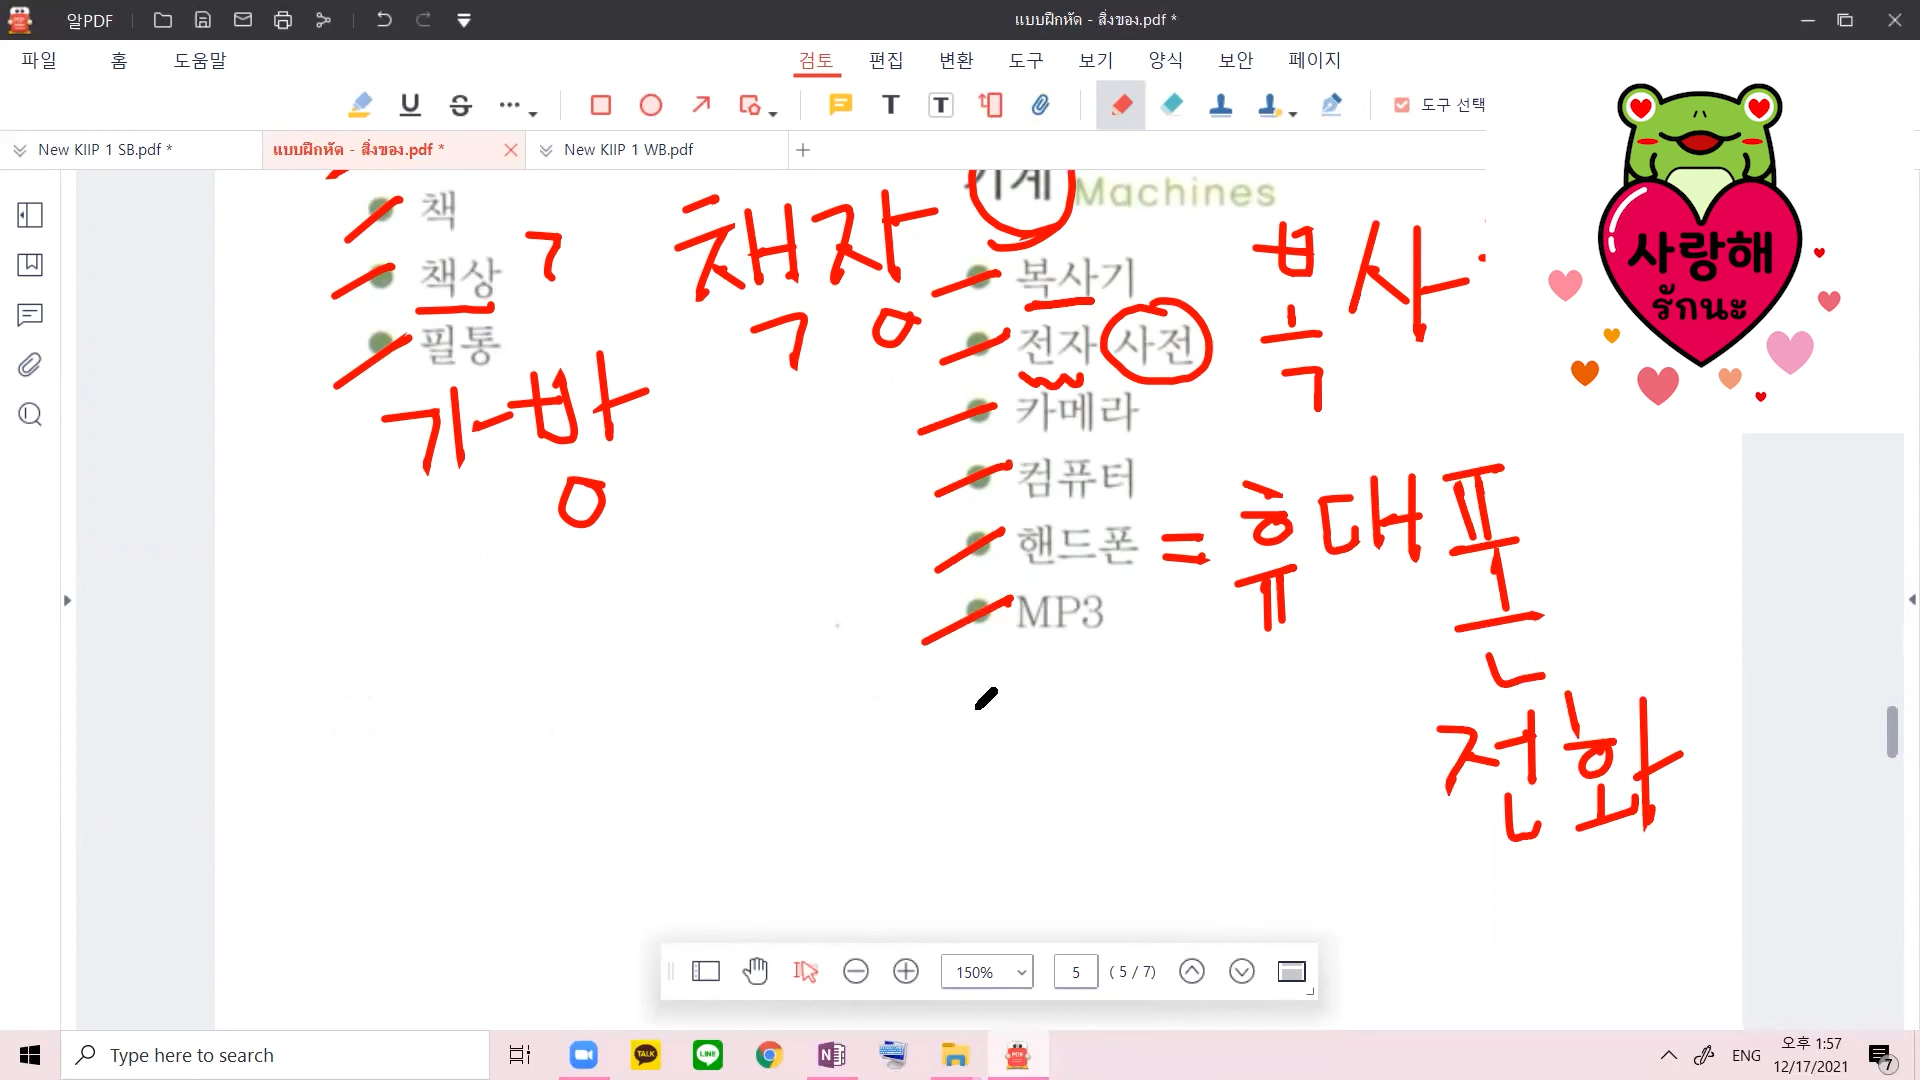 알PDF
แบบฝึกหัด - สิ่งของ.pdf *
파일 홈 도움말 검토 편집 변환 도구 보기 양식 보안 페이지
도구 선택
New KIIP 1 SB.pdf *
แบบฝึกหัด - สิ่งของ.pdf *
New KIIP 1 WB.pdf
기계 Machines
책
책상
필통
가방
책장
복사기
복사
전자사전
카메라
컴퓨터
핸드폰 = 휴대폰
전화
MP3
사랑해
รักนะ
150%
5
( 5 / 7)
Type here to search
TALK
LINE
PDF
ENG
오후 1:57
12/17/2021
7